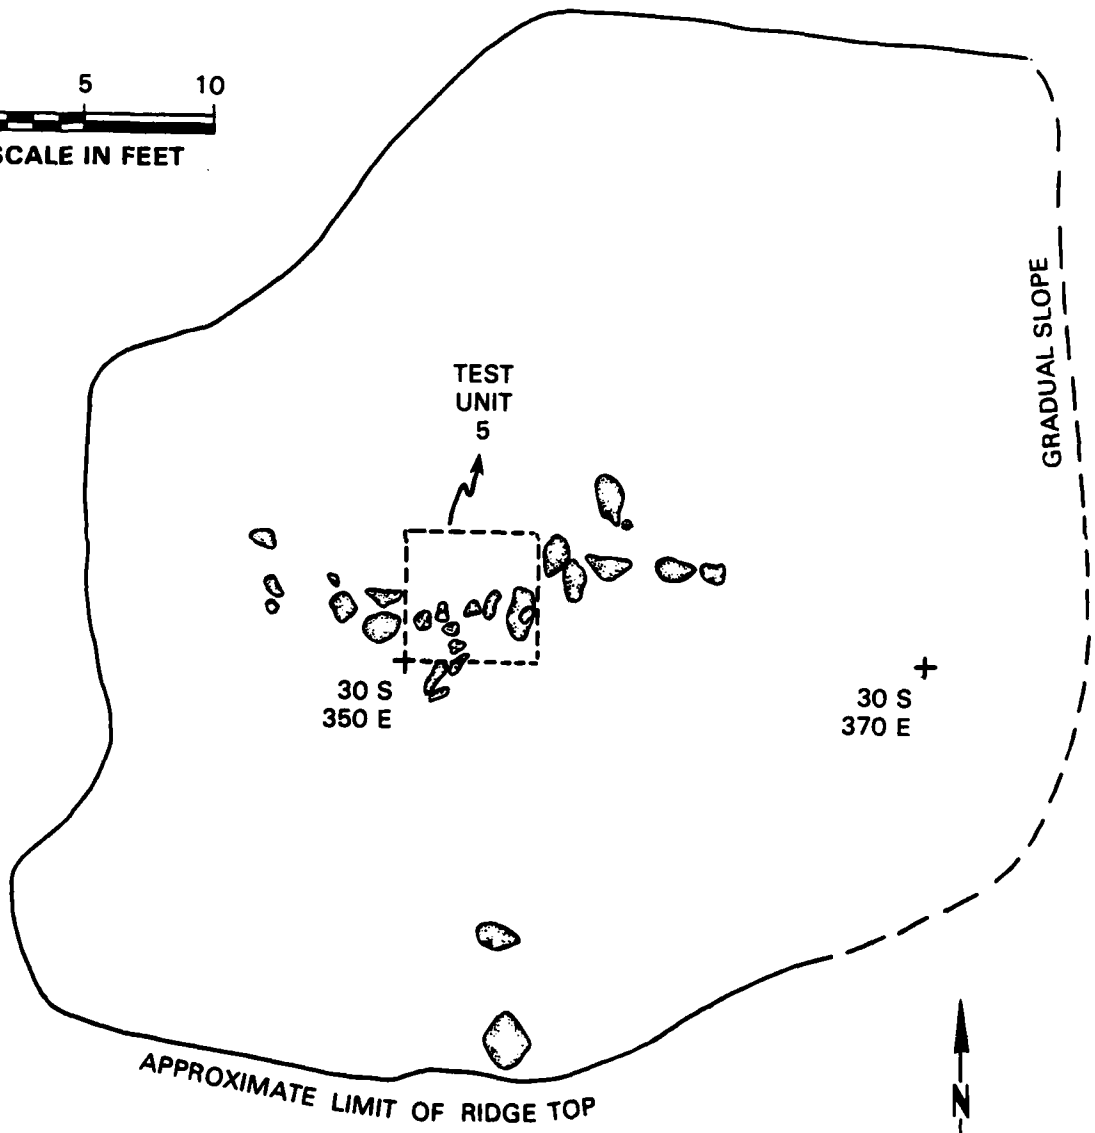 5 10
SCALE IN FEET
GRADUAL SLOPE
TEST
UNIT
5
30 S
350 E
30 S
370 E
APPROXIMATE LIMIT OF RIDGE TOP
N